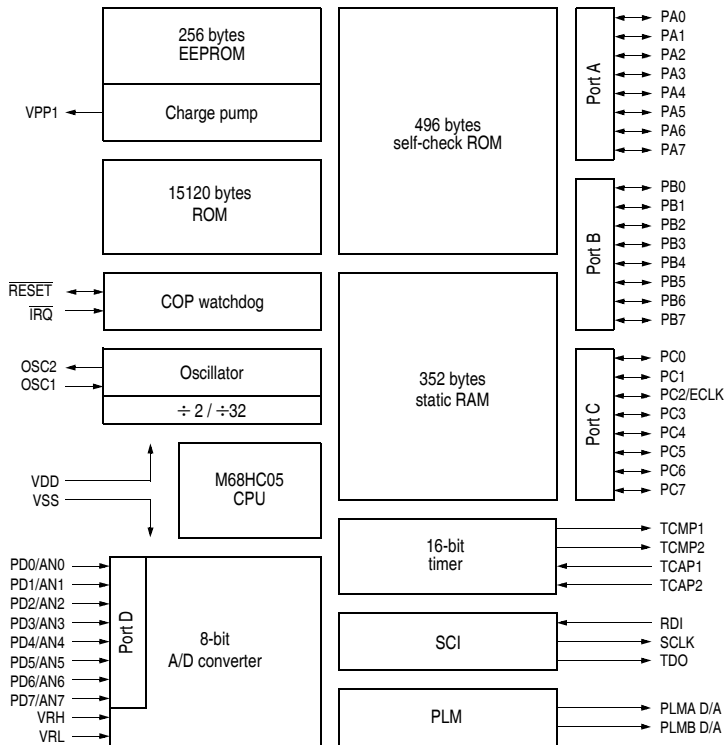 256 bytes
EEPROM
VPP1
Charge pump
15120 bytes
ROM
RESET
IRQ
COP watchdog
OSC2
OSC1
Oscillator
÷ 2 / ÷32
VDD
VSS
M68HC05
CPU
PD0/AN0
PD1/AN1
PD2/AN2
PD3/AN3
PD4/AN4
PD5/AN5
PD6/AN6
PD7/AN7
VRH
VRL
Port D
8-bit
A/D converter
496 bytes
self-check ROM
352 bytes
static RAM
16-bit
timer
SCI
PLM
Port A
PA0
PA1
PA2
PA3
PA4
PA5
PA6
PA7
Port B
PB0
PB1
PB2
PB3
PB4
PB5
PB6
PB7
Port C
PC0
PC1
PC2/ECLK
PC3
PC4
PC5
PC6
PC7
TCMP1
TCMP2
TCAP1
TCAP2
RDI
SCLK
TDO
PLMA D/A
PLMB D/A